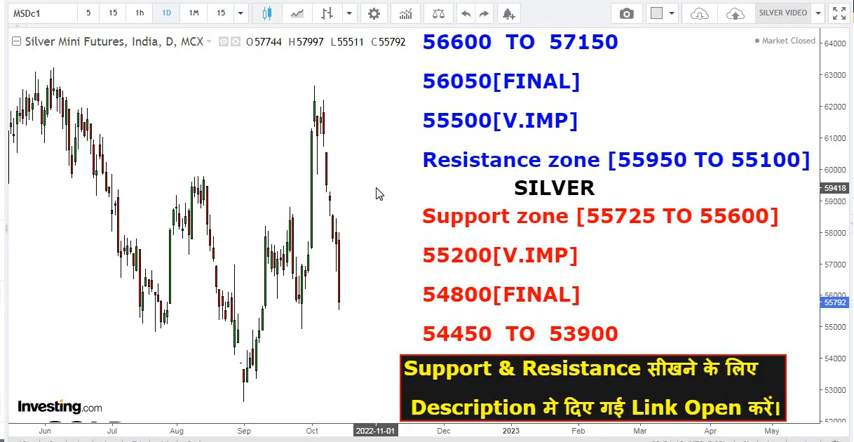 MSDc1 5 15 1h 1D 1M 15 SILVER VIDEO
Silver Mini Futures, India, D, MCX O57744 H57997 L55511 C55792 Market Closed
56600 TO 57150
56050[FINAL]
55500[V.IMP]
Resistance zone [55950 TO 55100]
SILVER
Support zone [55725 TO 55600]
55200[V.IMP]
54800[FINAL]
54450 TO 53900
Support & Resistance सीखने के लिए
Description मे दिए गई Link Open करें।
64000
63000
62000
61000
60000
59418
59000
58000
57000
55792
55000
54000
53000
52000
Investing.com
Jun Jul Aug Sep Oct 2022-11-01 Dec 2023 Feb Mar Apr May